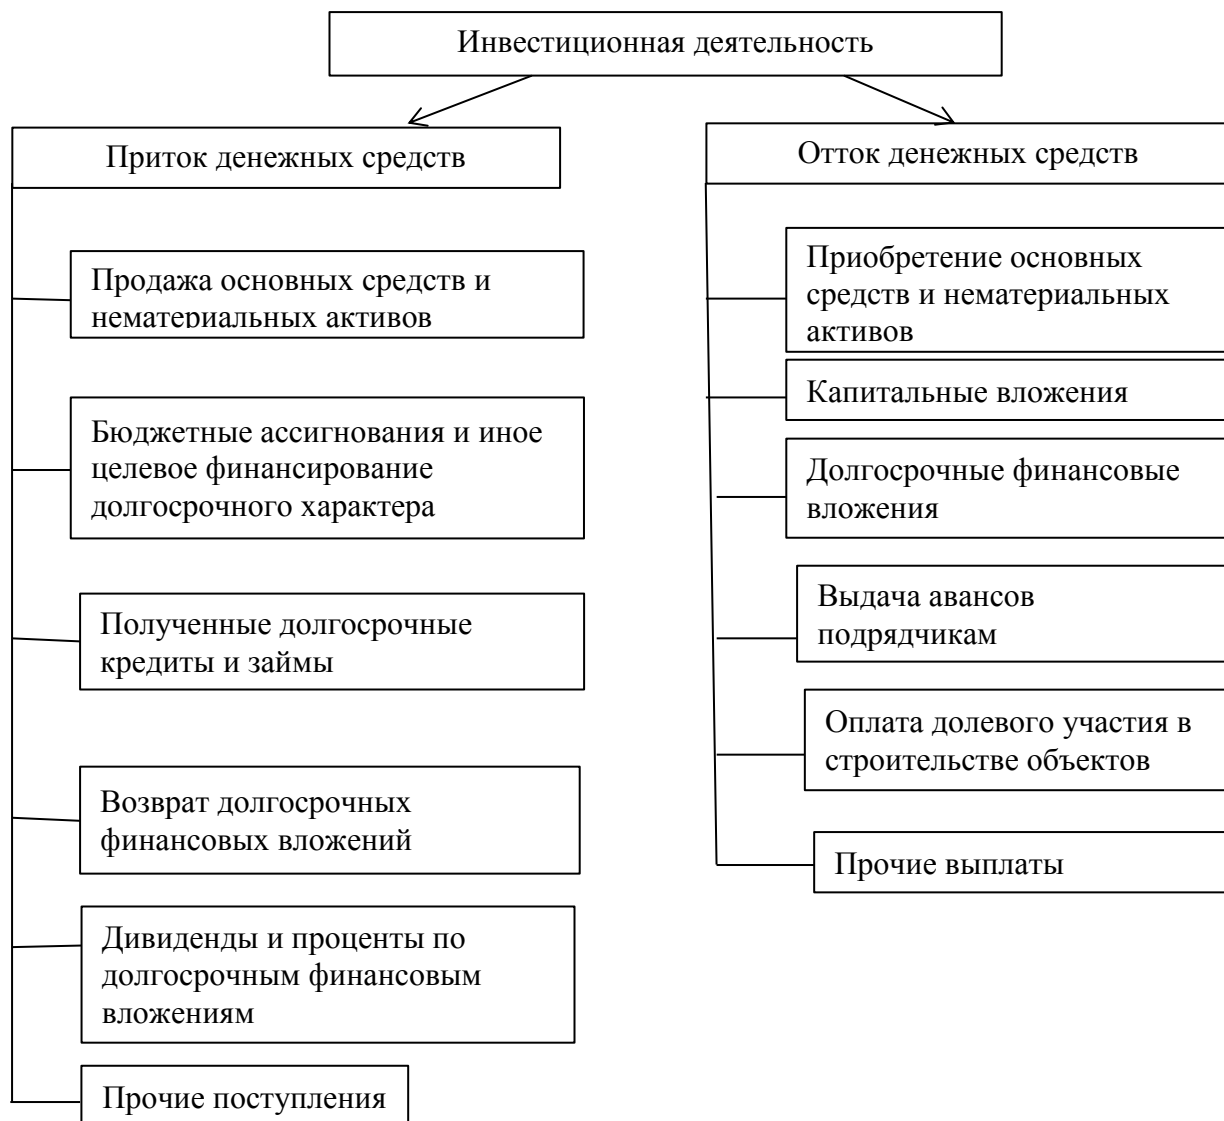 Инвестиционная деятельность
Приток денежных средств
Продажа основных средств и
нематериальных активов
Бюджетные ассигнования и иное
целевое финансирование
долгосрочного характера
Полученные долгосрочные
кредиты и займы
Возврат долгосрочных
финансовых вложений
Дивиденды и проценты по
долгосрочным финансовым
вложениям
Прочие поступления
Отток денежных средств
Приобретение основных
средств и нематериальных
активов
Капитальные вложения
Долгосрочные финансовые
вложения
Выдача авансов
подрядчикам
Оплата долевого участия в
строительстве объектов
Прочие выплаты